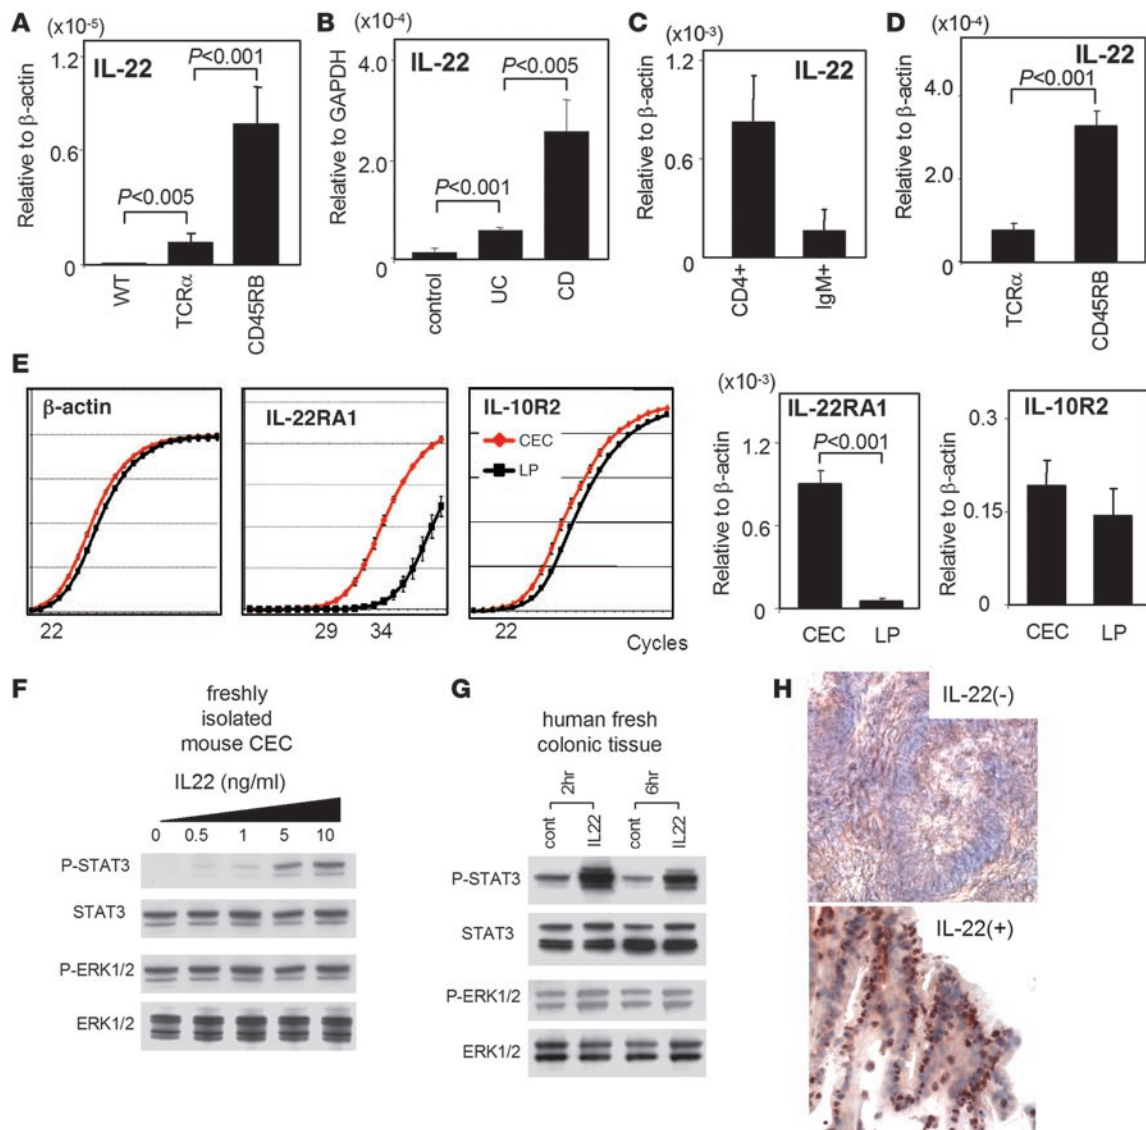 A
(x10-5)
IL-22
P<0.001
P<0.005
Relative to β-actin
1.2
0.6
0
WT
TCRα
CD45RB
B
(x10-4)
IL-22
P<0.005
P<0.001
Relative to GAPDH
4.0
2.0
0
control
UC
CD
C
(x10-3)
IL-22
Relative to β-actin
1.2
0.6
0
CD4+
IgM+
D
(x10-4)
IL-22
P<0.001
Relative to β-actin
4.0
2.0
0
TCRα
CD45RB
E
β-actin
22
IL-22RA1
29 34
IL-10R2
CEC
LP
22
Cycles
(x10-3)
IL-22RA1
P<0.001
Relative to β-actin
1.2
0.6
0
CEC LP
IL-10R2
Relative to β-actin
0.3
0.15
0
CEC LP
F
freshly
isolated
mouse CEC
IL22 (ng/ml)
0 0.5 1 5 10
P-STAT3
STAT3
P-ERK1/2
ERK1/2
G
human fresh
colonic tissue
2hr 6hr
cont IL22 cont IL22
P-STAT3
STAT3
P-ERK1/2
ERK1/2
H
IL-22(-)
IL-22(+)